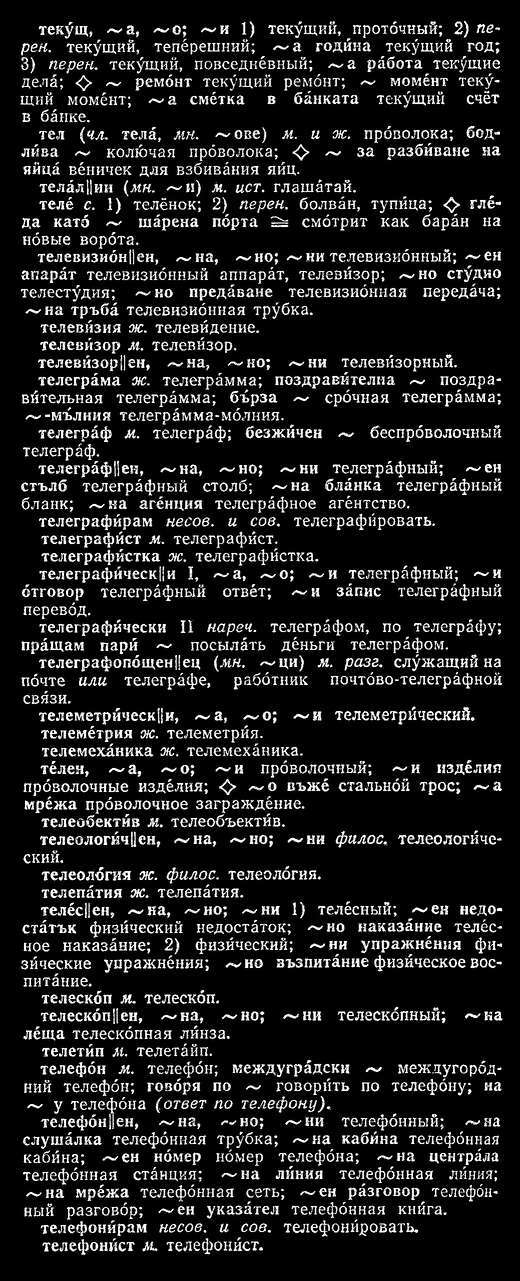 теку́щ, ~а, ~о; ~и 1) теку́щий, прото́чный; 2) пе-
рен. теку́щий, тепе́решний; ~а годи́на теку́щий год;
3) перен. теку́щий, повседне́вный; ~а ра́бота теку́щие
дела́; ◇ ~ ремо́нт теку́щий ремо́нт; ~ моме́нт теку́-
щий моме́нт; ~а сме́тка в ба́нката теку́щий счёт
в ба́нке.
тел (чл. тела́, мн. ~ове) м. и ж. про́волока; бод-
ли́ва ~ колю́чая про́волока; ◇ ~ за разби́ване на
яйца́ ве́ничек для взбива́ния яи́ц.
телал||ии (мн. ~и) м. ист. глаша́тай.
теле́ с. 1) телёнок; 2) перен. болва́н, тупи́ца; ◇ гле́-
да като́ ~ ша́рена по́рта ≅ смо́трит как бара́н на
но́вые воро́та.
телевизио́н||ен, ~на, ~но; ~ни телевизио́нный; ~ен
апара́т телевизио́нный аппара́т, телеви́зор; ~но сту́дио
телесту́дия; ~но преда́ване телевизио́нная переда́ча;
~на тръба́ телевизио́нная тру́бка.
телеви́зия ж. телеви́дение.
телеви́зор м. телеви́зор.
телеви́зор||ен, ~на, ~но; ~ни телеви́зорный.
телегра́ма ж. телегра́мма; поздрави́телна ~ поздра-
ви́тельная телегра́мма; бъ́рза ~ сро́чная телегра́мма;
~-мъ́лния телегра́мма-мо́лния.
телегра́ф м. телегра́ф; безжи́чен ~ беспро́волочный
телегра́ф.
телегра́ф||ен, ~на, ~но; ~ни телегра́фный; ~ен
стълб телегра́фный столб; ~на бла́нка телегра́фный
бланк; ~на аге́нция телегра́фное аге́нтство.
телеграфи́рам несов. и сов. телеграфи́ровать.
телеграфи́ст м. телеграфи́ст.
телеграфи́стка ж. телеграфи́стка.
телеграфи́ческ||и I, ~а, ~о; ~и телегра́фный; ~и
о́тговор телегра́фный отве́т; ~и за́пис телегра́фный
перево́д.
телеграфи́чески II нареч. телегра́фом, по телегра́фу;
пра́щам пари́ ~ посыла́ть де́ньги телегра́фом.
телеграфопо́щен||ец (мн. ~ци) м. разг. слу́жащий на
по́чте или телегра́фе, рабо́тник почто́во-телегра́фной
свя́зи.
телеметри́ческ||и, ~а, ~о; ~и телеметри́ческий.
телеме́трия ж. телеметри́я.
телемеха́ника ж. телемеха́ника.
те́лен, ~а, ~о; ~и про́волочный; ~и изде́лия
про́волочные изде́лия; ◇ ~о въже́ стально́й трос; ~а
мре́жа про́волочное загражде́ние.
телеобекти́в м. телеобъекти́в.
телеологи́ч||ен, ~на, ~но; ~ни филос. телеологи́че-
ский.
телеоло́гия ж. филос. телеоло́гия.
телепа́тия ж. телепа́тия.
теле́с||ен, ~на, ~но; ~ни 1) теле́сный; ~ен недо-
ста́тък физи́ческий недоста́ток; ~но наказа́ние теле́с-
ное наказа́ние; 2) физи́ческий; ~ни упражне́ния фи-
зи́ческие упражне́ния; ~но възпита́ние физи́ческое вос-
пита́ние.
телеско́п м. телеско́п.
телеско́п||ен, ~на, ~но; ~ни телеско́пный; ~на
ле́ща телеско́пная ли́нза.
телети́п м. телета́йп.
телефо́н м. телефо́н; междугра́дски ~ междугоро́д-
ний телефо́н; гово́ря по ~ говори́ть по телефо́ну; на
~ у телефо́на (ответ по телефону).
телефо́н||ен, ~на, ~но; ~ни телефо́нный; ~на
слуша́лка телефо́нная тру́бка; ~на каби́на телефо́нная
каби́на; ~ен но́мер но́мер телефо́на; ~на центра́ла
телефо́нная ста́нция; ~на ли́ния телефо́нная ли́ния;
~на мре́жа телефо́нная сеть; ~ен ра́зговор телефо́н-
ный разгово́р; ~ен указа́тел телефо́нная кни́га.
телефони́рам несов. и сов. телефони́ровать.
телефони́ст м. телефони́ст.